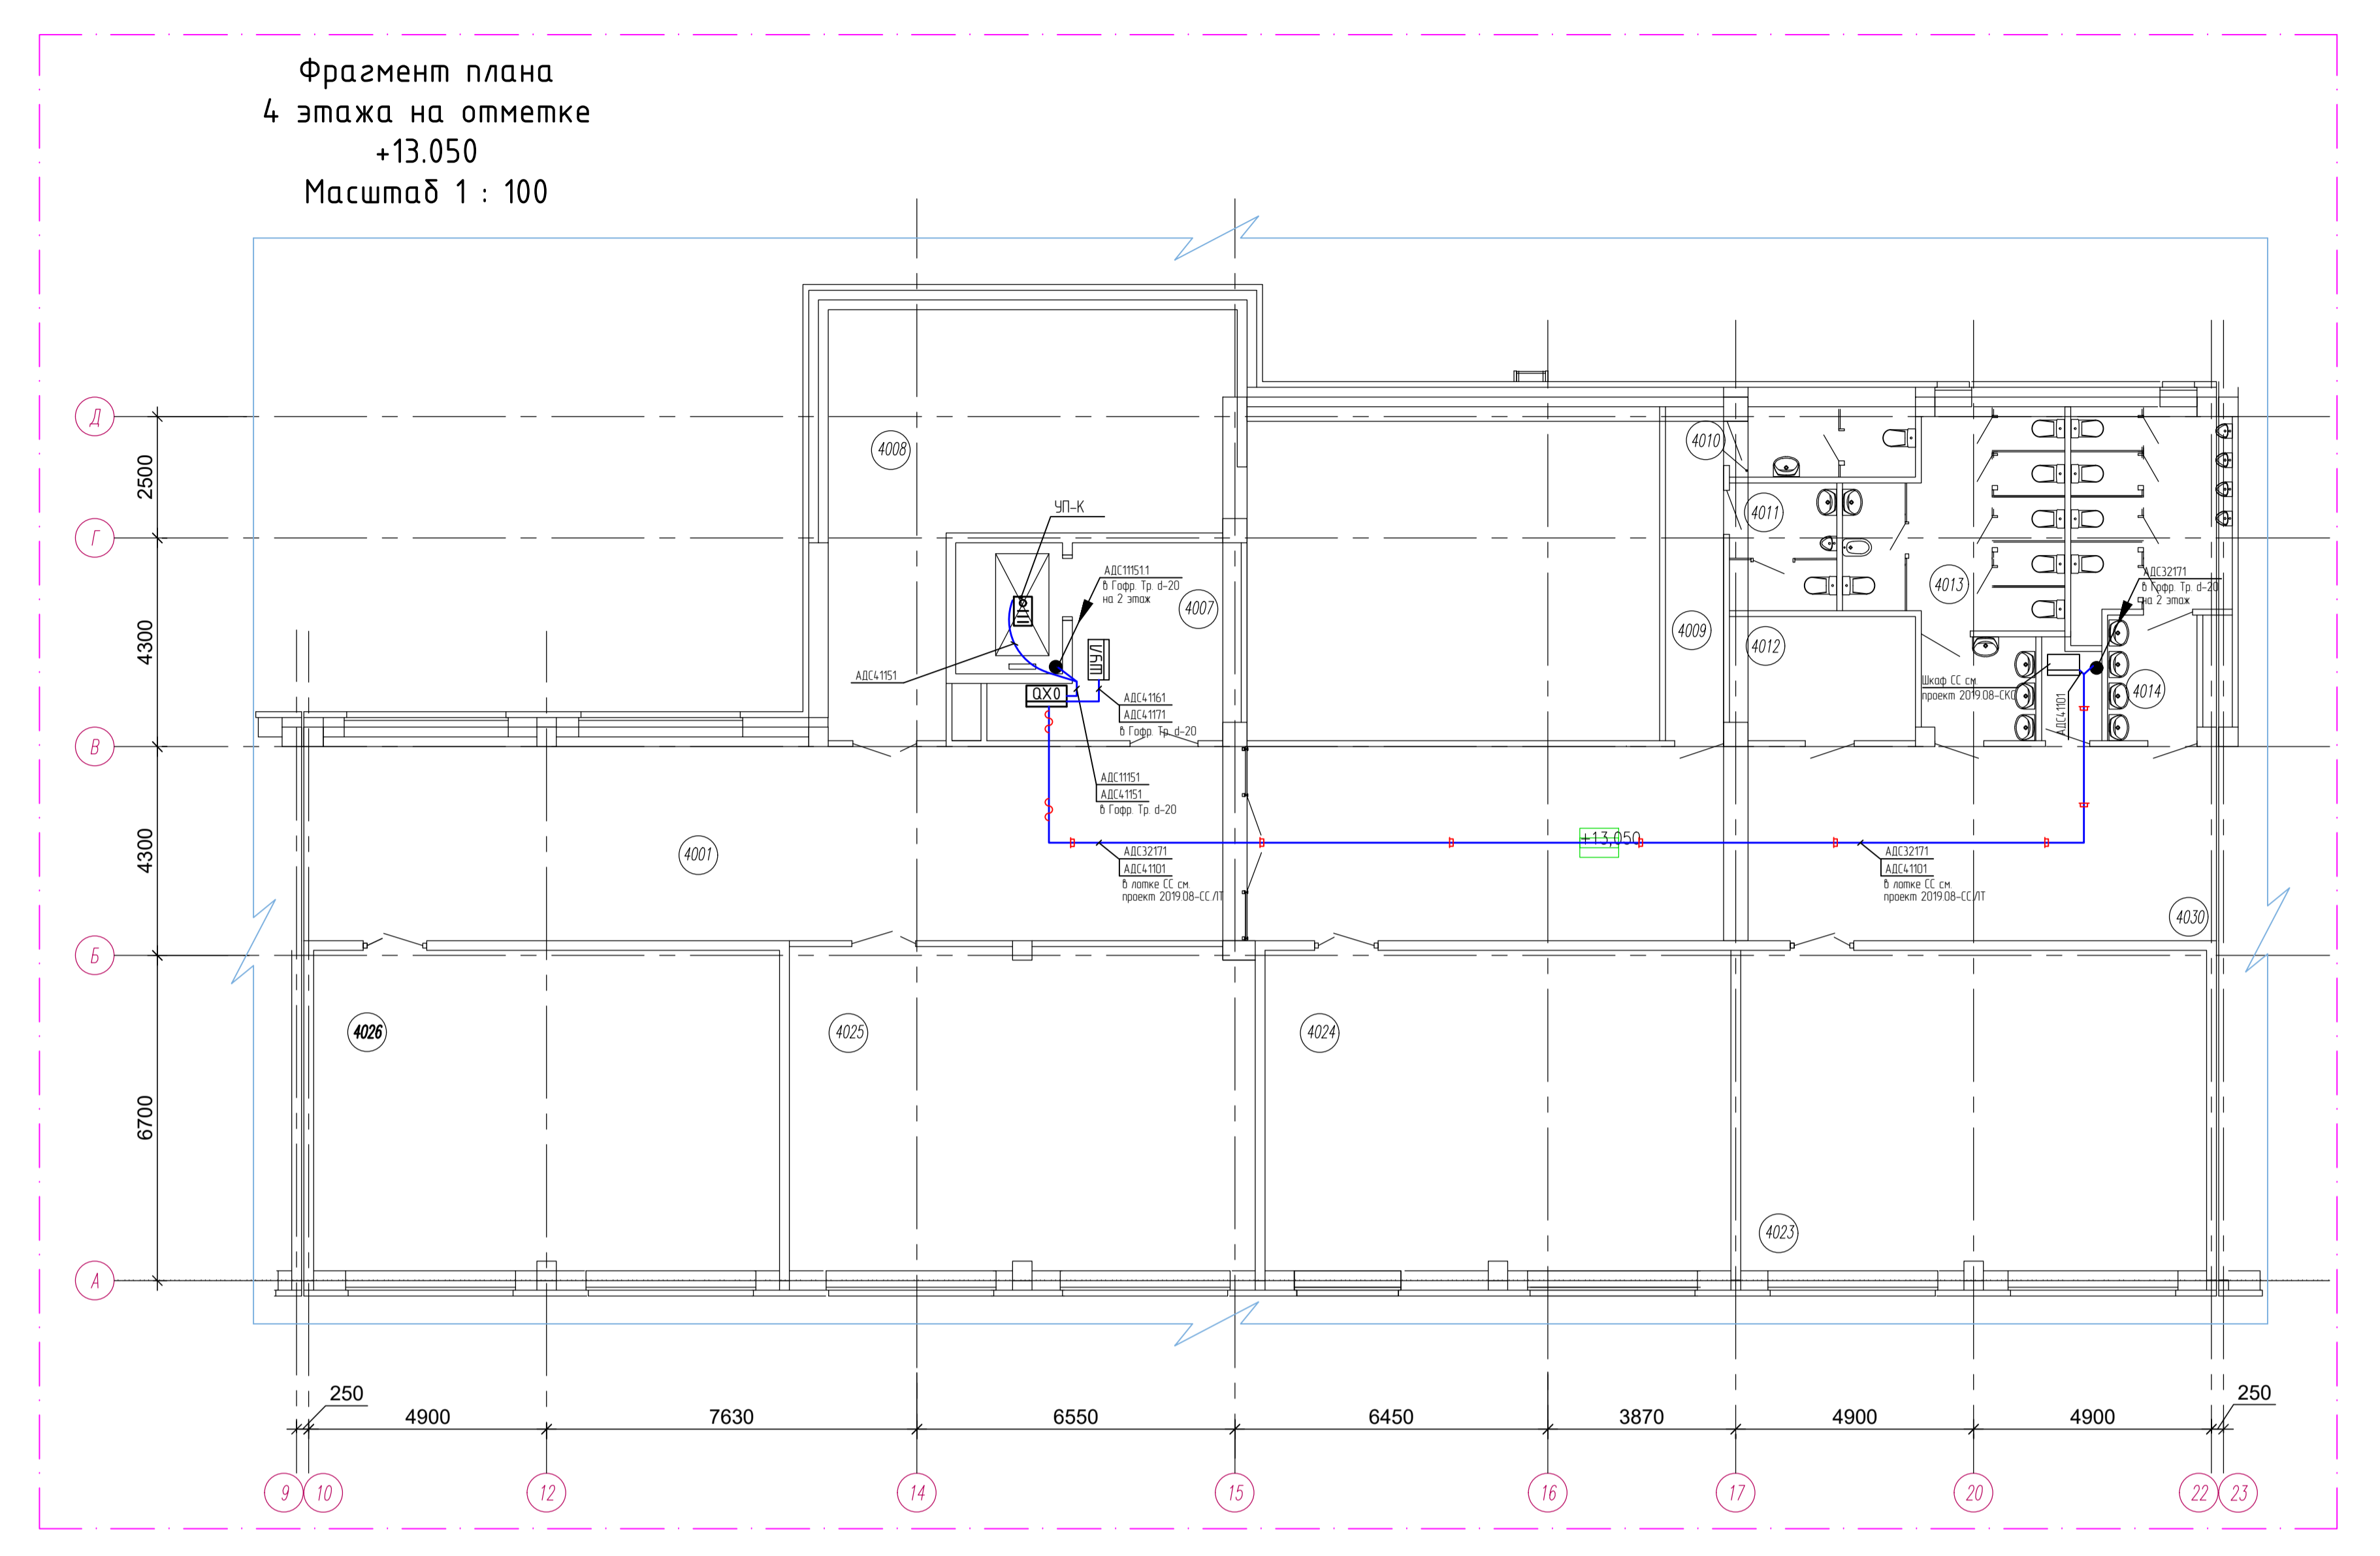 Фрагмент плана
4 этажа на отметке
+13.050
Масштаб 1 : 100
Д
Г
В
Б
А
2500
4300
4300
6700
4008
4010
4011
УП-К
АДС11151.1
в Гофр. Тр. d-20
на 2 этаж
4007
4009
4012
4013
АДС32171
в Гофр. Тр. d-20
на 2 этаж
АДС41151
QX0
АДС41161
АДС41171
в Гофр. Тр. d-20
Шкаф СС см.
проект 2019.08-СКС
АДС41101
4014
АДС11151
АДС41151
в Гофр. Тр. d-20
4001
+13,050
АДС32171
АДС41101
в лотке СС см.
проект 2019.08-СС.ЛТ
АДС32171
АДС41101
в лотке СС см.
проект 2019.08-СС.ЛТ
4030
4026
4025
4024
4023
250
4900
7630
6550
6450
3870
4900
4900
250
9
10
12
14
15
16
17
20
22
23